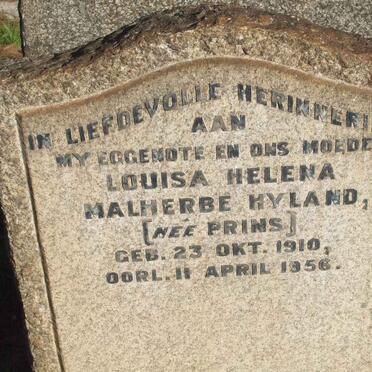 IN LIEFDEVOLLE HERINNERI
AAN
MY EGGENOTE EN ONS MOEDE
LOUISA HELENA
MALHERBE HYLAND,
[NÉE PRINS]
GEB. 23 OKT. 1910,
OORL. 11 APRIL 1956.